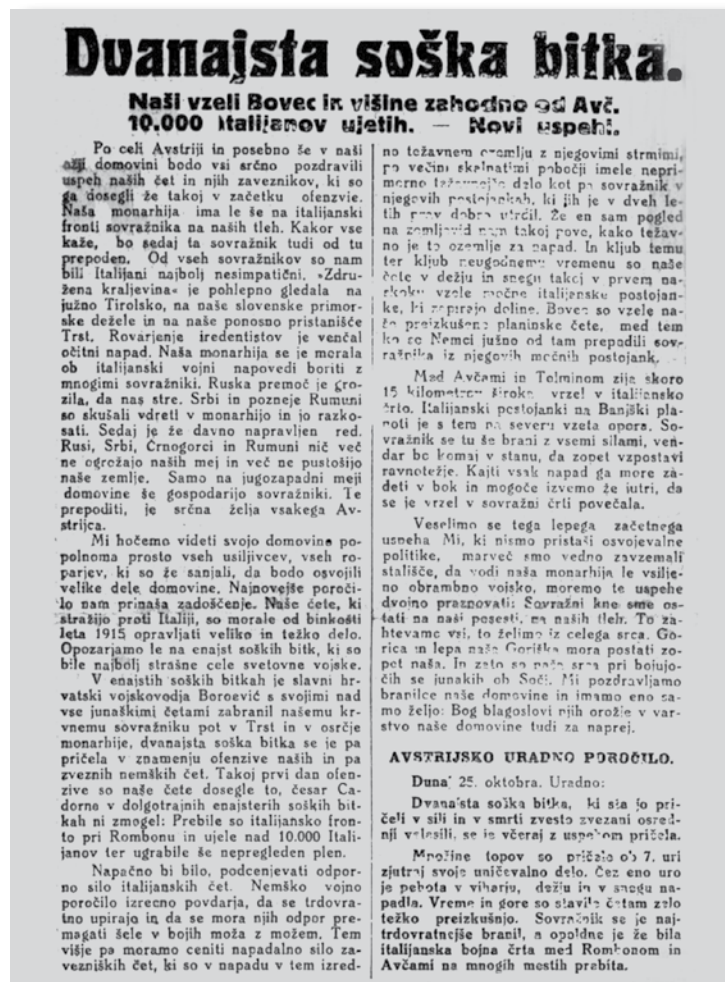 Dvanajsta soška bitka.
Naši vzeli Bovec in višine zahodno od Avč.
10.000 Italijanov ujetih. — Novi uspehi.
Po celi Avstriji in posebno še v naši
ožji domovini bodo vsi srčno pozdravili
uspeh naših čet in njih zaveznikov, ki so
ga dosegli že takoj v začetku ofenzive.
Naša monarhija ima le še na italijanski
fronti sovražnika na naših tleh. Kakor vse
kaže, bo sedaj ta sovražnik tudi od tu
prepoden. Od vseh sovražnikov so nam
bili Italijani najbolj nesimpatični. »Zdru-
žena kraljevina« je pohlepno gledala na
južno Tirolsko, na naše slovenske primor-
ske dežele in na naše ponosno pristanišče
Trst. Rovarjenje iredentistov je venčal
očitni napad. Naša monarhija se je morala
ob italijanski vojni napovedi boriti z
mnogimi sovražniki. Ruska premoč je gro-
zila, da nas stre. Srbi in pozneje Rumuni
so skušali vdreti v monarhijo in jo razko-
sati. Sedaj je že davno napravljen red.
Rusi, Srbi, Črnogorci in Rumuni nič več
ne ogrožajo naših mej in več ne pustošijo
naše zemlje. Samo na jugozapadni meji
domovine še gospodarijo sovražniki. Te
prepoditi, je srčna želja vsakega Av-
strijca.
Mi hočemo videti svojo domovino po-
polnoma prosto vseh usiljivcev, vseh ro-
parjev, ki so že sanjali, da bodo osvojili
velike dele domovine. Najnovejše poroči-
lo nam prinaša zadoščenje. Naše čete, ki
stražijo proti Italiji, so morale od binkošti
leta 1915 opravljati veliko in težko delo.
Opozarjamo le na enajst soških bitk, ki so
bile najbolj strašne cele svetovne vojske.
V enajstih soških bitkah je slavni hr-
vatski vojskovodja Boroević s svojimi nad
vse junaškimi četami zabranil našemu kr-
vnemu sovražniku pot v Trst in v osrčje
monarhije, dvanajsta soška bitka se je pa
pričela v znamenju ofenzive naših in pa
zveznih nemških čet. Takoj prvi dan ofen-
zive so naše čete dosegle to, česar Ca-
dorna v dolgotrajnih enajsterih soških bit-
kah ni zmogel: Prebile so italijansko fron-
to pri Rombonu in ujele nad 10.000 Itali-
janov ter ugrabile še nepregleden plen.
Napačno bi bilo, podcenjevati odpor-
no silo italijanskih čet. Nemško vojno
poročilo izrecno povdarja, da se trdovra-
tno upirajo in da se mora njih odpor pre-
magati šele v bojih moža z možem. Tem
višje pa moramo ceniti napadalno silo za-
vezniških čet, ki so v napadu v tem izred-
no težavnem ozemlju z njegovimi strmimi,
po večini skalnatimi pobočji imele nepri-
merno težavnejše delo kot pa sovražnik v
njegovih postojankah, ki jih je v dveh le-
tih prav dobro utrdil. Že en sam pogled
na zemljevid nam takoj pove, kako težav-
no je to ozemlje za napad. In kljub temu
ter kljub neugodnemu vremenu so naše
čete v dežju in snegu takoj v prvem na-
skoku vzele močne italijanske postojan-
ke, ki zapirajo doline. Bovec so vzele na-
še preizkušene planinske čete, med tem
ko so Nemci južno od tam prepodili sov-
ražnika iz njegovih močnih postojank.
Med Avčami in Tolminom zija skoro
15 kilometrov široka vrzel v italijansko
črto. Italijanski postojanki na Banjški pla-
noti je s tem na severu vzeta opora. So-
vražnik se tu še brani z vsemi silami, ven-
dar bo komaj v stanu, da zopet vzpostavi
ravnotežje. Kajti vsak napad ga more za-
deti v bok in mogoče izvemo že jutri, da
se je vrzel v sovražni črti povečala.
Veselimo se tega lepega začetnega
uspeha Mi, ki nismo pristaši osvojevalne
politike, marveč smo vedno zavzemali
stališče, da vodi naša monarhija le vsilje-
no obrambno vojsko, moremo te uspehe
dvojno praznovati: Sovražni kne sme os-
tati na naši posesti, na naših tleh. To za-
htevamo vsi, to želimo iz celega srca. Go-
rica in lepa naša Goriška mora postati zo-
pet naša. In zato so naša srca pri bojujo-
čih se junakih ob Soči. Mi pozdravljamo
branilce naše domovine in imamo eno sa-
mo željo: Bog blagoslovi njih orožje v var-
stvo naše domovine tudi za naprej.
AVSTRIJSKO URADNO POROČILO.
Dunaj 25. oktobra. Uradno:
Dvanajsta soška bitka, ki sta jo pri-
čeli v sili in v smrti zvesto zvezani osred-
nji velesili, se je včeraj z uspehom pričela.
Množine topov so pričele ob 7. uri
zjutraj svoje uničevalno delo. Čez eno uro
je pehota v viharju, dežju in v snegu na-
padla. Vreme in gore so stavile četam zelo
težko preizkušnjo. Sovražnik se je naj-
trdovratnejše branil, a opoldne je že bila
italijanska bojna črta med Rombonom in
Avčami na mnogih mestih prebita.